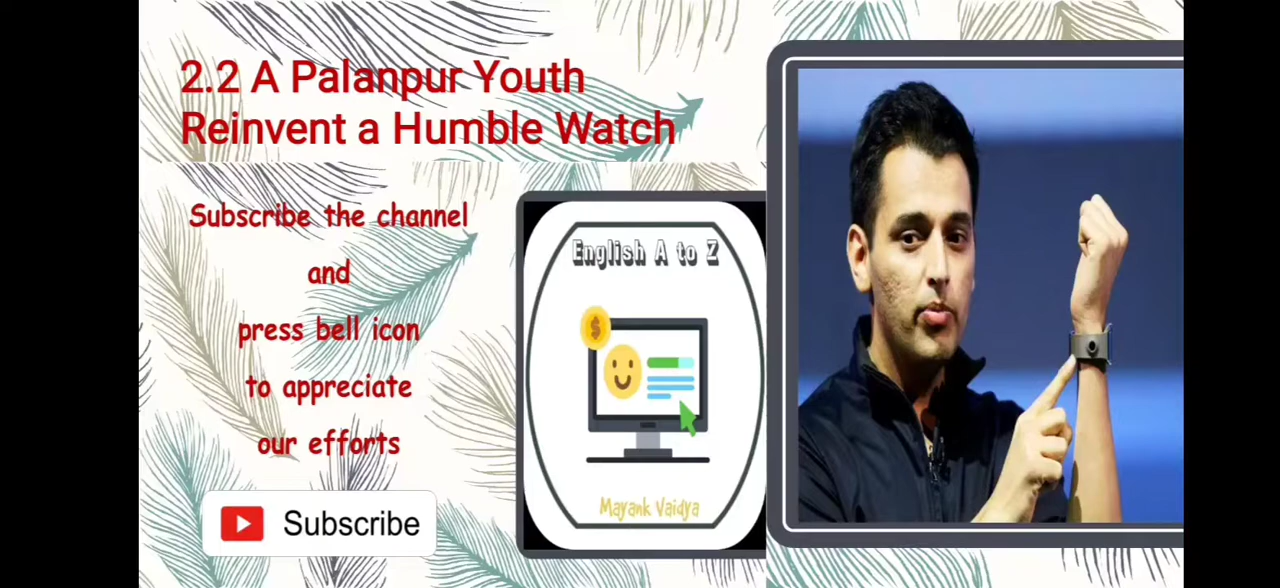 2.2 A Palanpur Youth
Reinvent a Humble Watch
Subscribe the channel
and
press bell icon
to appreciate
our efforts
Subscribe
English A to Z
$
Mayank Vaidya